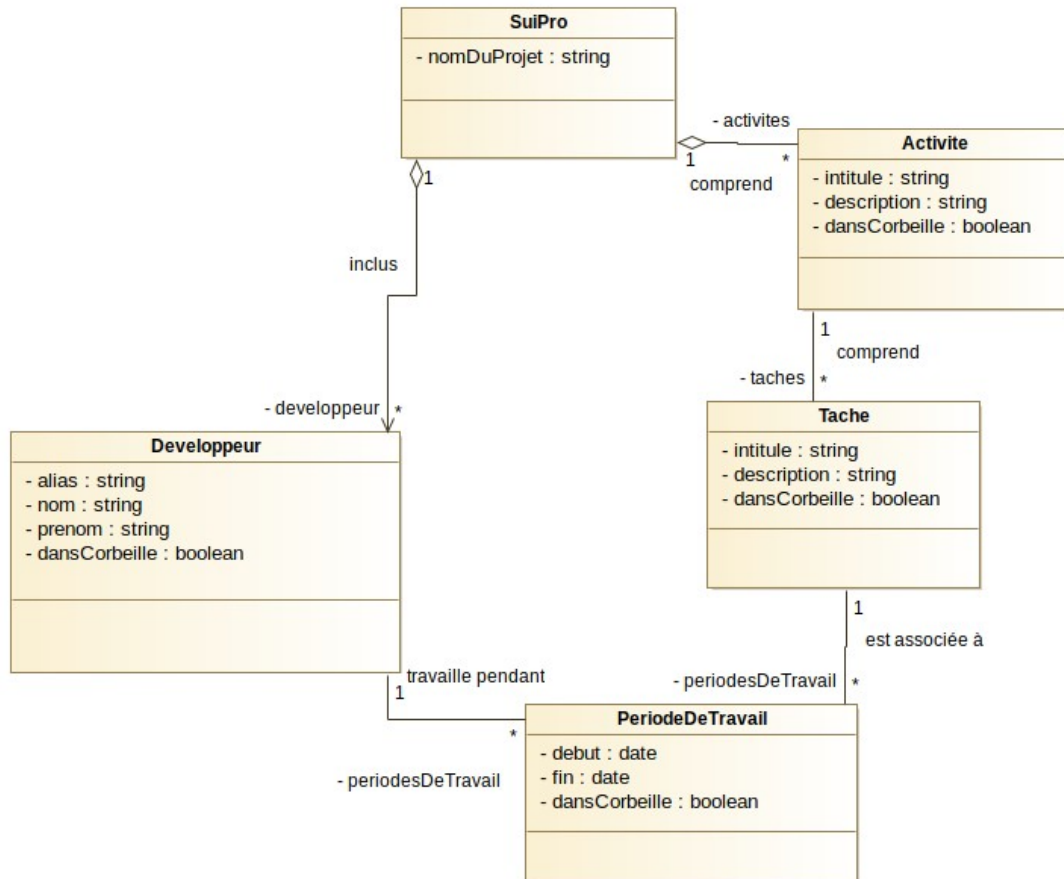 SuiPro
- nomDuProjet : string
- activites
1
*
comprend
Activite
- intitule : string
- description : string
- dansCorbeille : boolean
1
inclus
1
comprend
- taches
*
- developpeur
*
Tache
- intitule : string
- description : string
- dansCorbeille : boolean
Developpeur
- alias : string
- nom : string
- prenom : string
- dansCorbeille : boolean
1
est associée à
- periodesDeTravail
*
travaille pendant
1
*
- periodesDeTravail
PeriodeDeTravail
- debut : date
- fin : date
- dansCorbeille : boolean